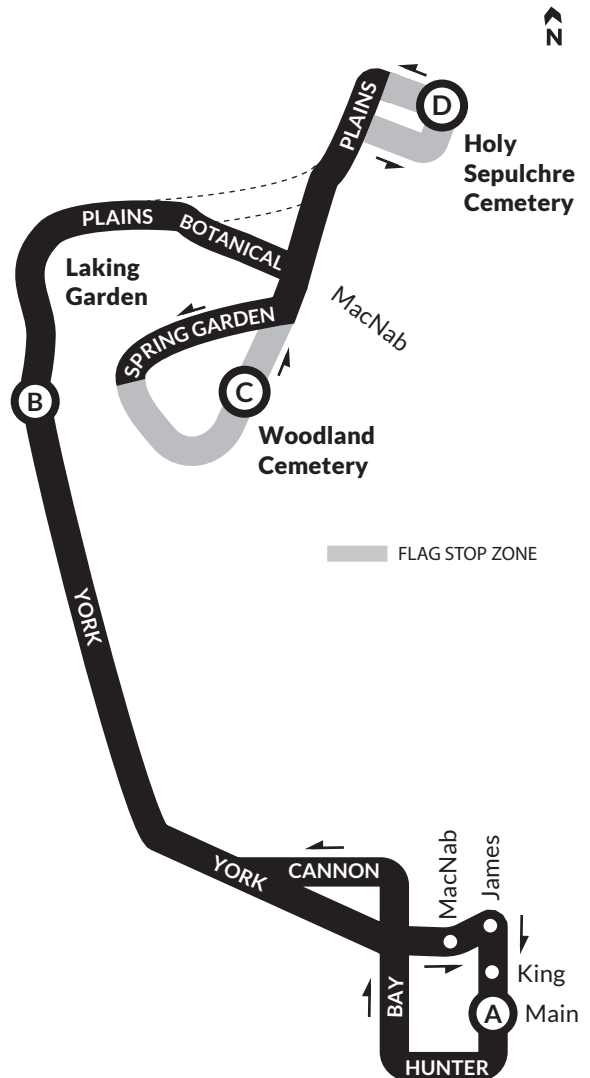 N
D
PLAINS
Holy
Sepulchre
Cemetery
PLAINS
BOTANICAL
Laking
Garden
MacNab
SPRING GARDEN
B
C
Woodland
Cemetery
FLAG STOP ZONE
YORK
MacNab
James
YORK
CANNON
King
BAY
A
Main
HUNTER